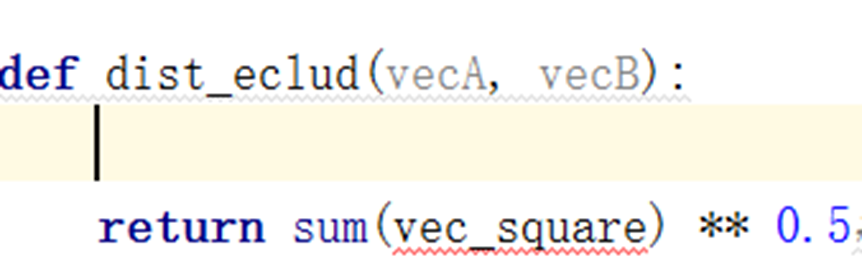 def dist_eclud(vecA, vecB):
return sum(vec_square) ** 0.5